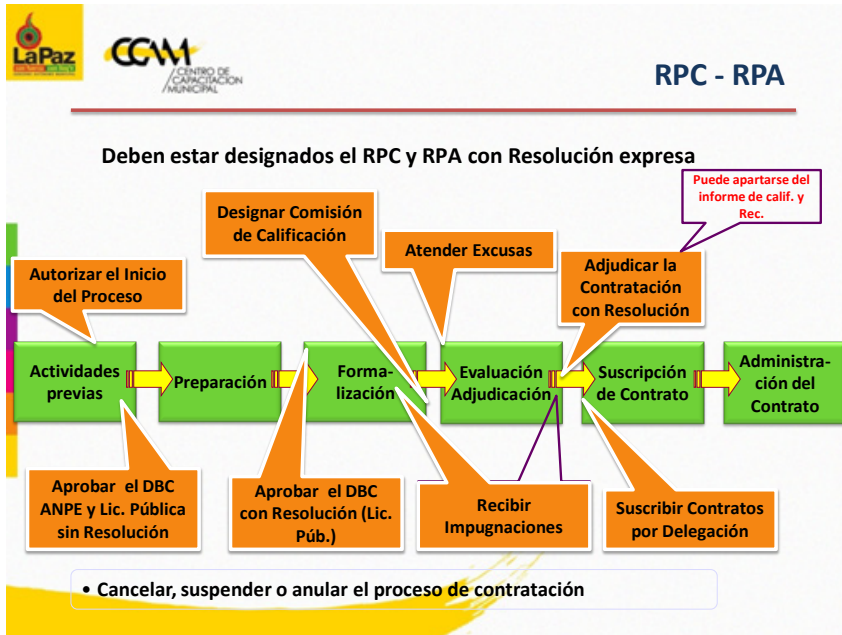 LaPaz
CCAM
CENTRO DE
CAPACITACION
MUNICIPAL
RPC - RPA
Deben estar designados el RPC y RPA con Resolución expresa
Puede apartarse del
informe de calif. y
Rec.
Designar Comisión
de Calificación
Atender Excusas
Adjudicar la
Contratación
con Resolución
Autorizar el Inicio
del Proceso
Actividades
previas
Preparación
Forma-
lización
Evaluación
Adjudicación
Suscripción
de Contrato
Administra-
ción del
Contrato
Aprobar el DBC
ANPE y Lic. Pública
sin Resolución
Aprobar el DBC
con Resolución (Lic.
Púb.)
Recibir
Impugnaciones
Suscribir Contratos
por Delegación
• Cancelar, suspender o anular el proceso de contratación